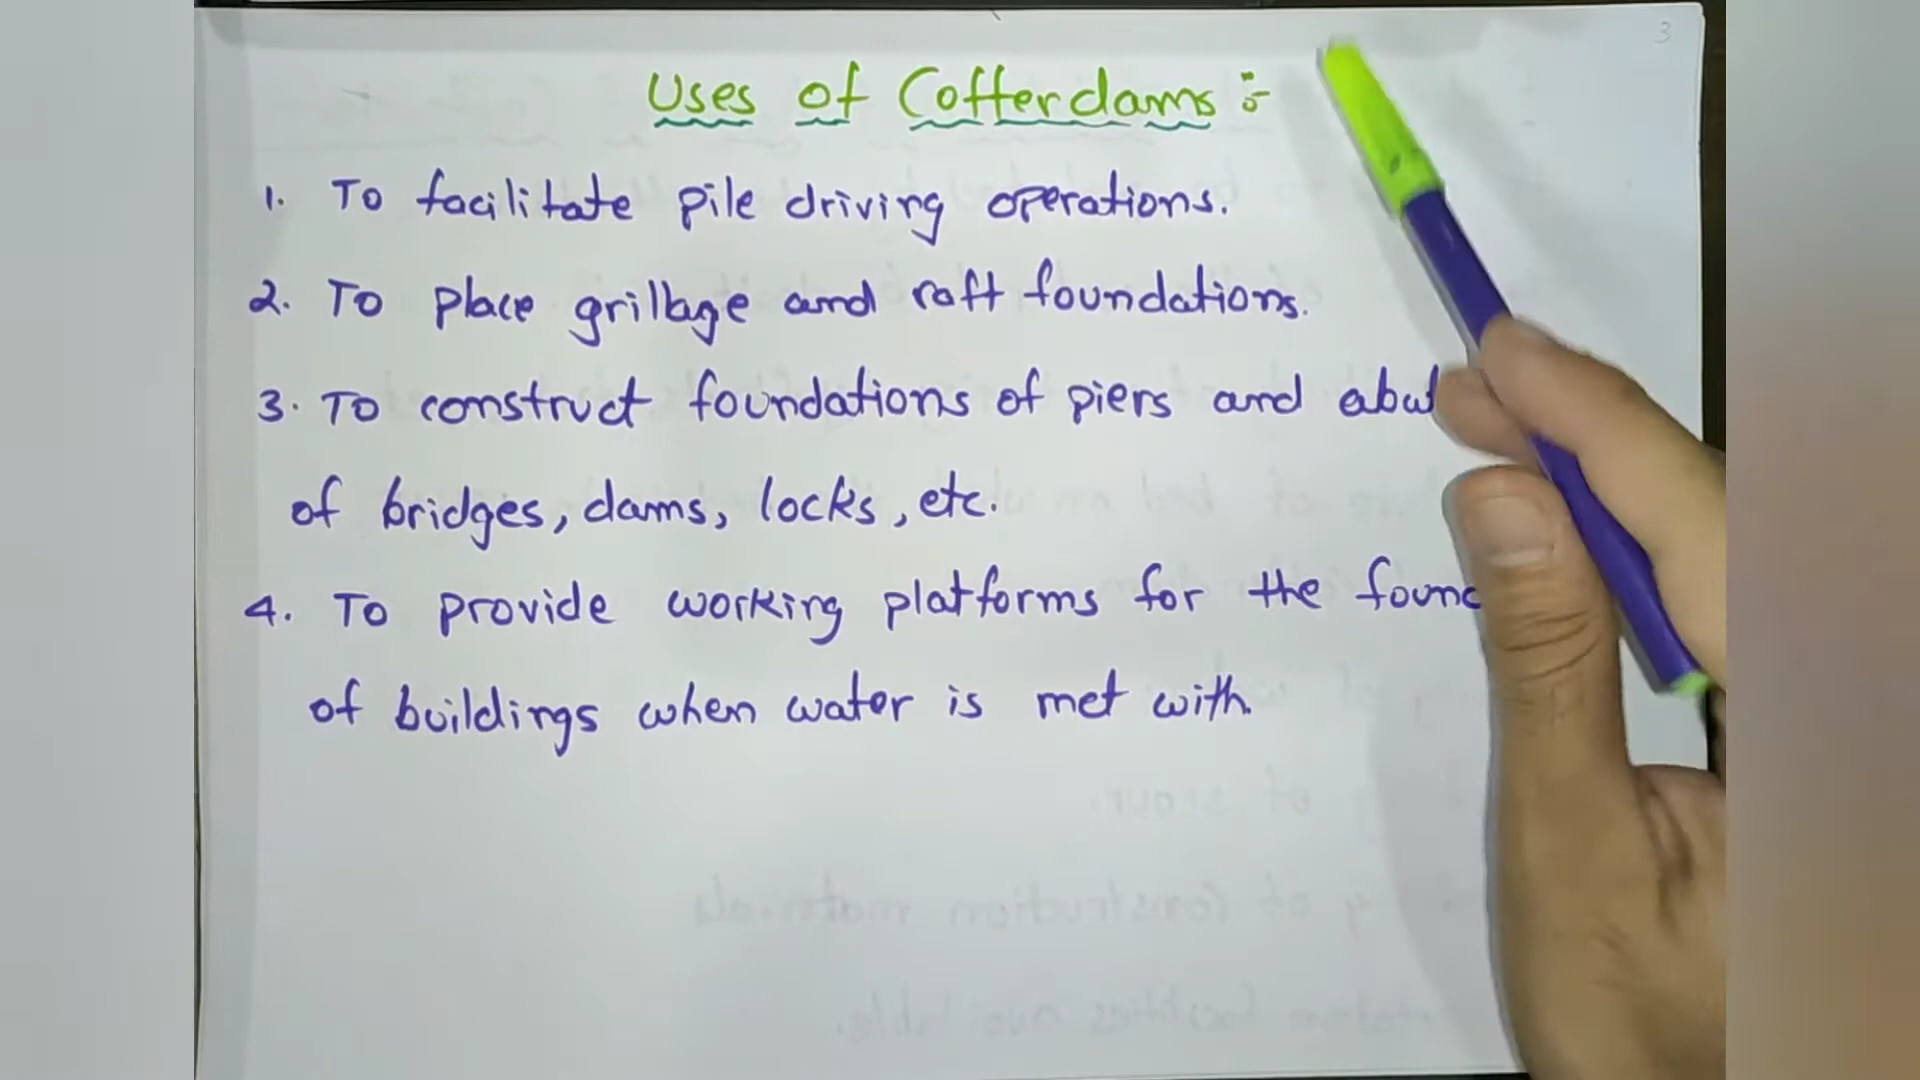 3
Uses of Cofferdams :-
1. To facilitate pile driving operations.
2. To place grillage and raft foundations.
3. To construct foundations of piers and
of bridges, dams, locks, etc.
4. To provide working platforms for the
of buildings when water is met with.